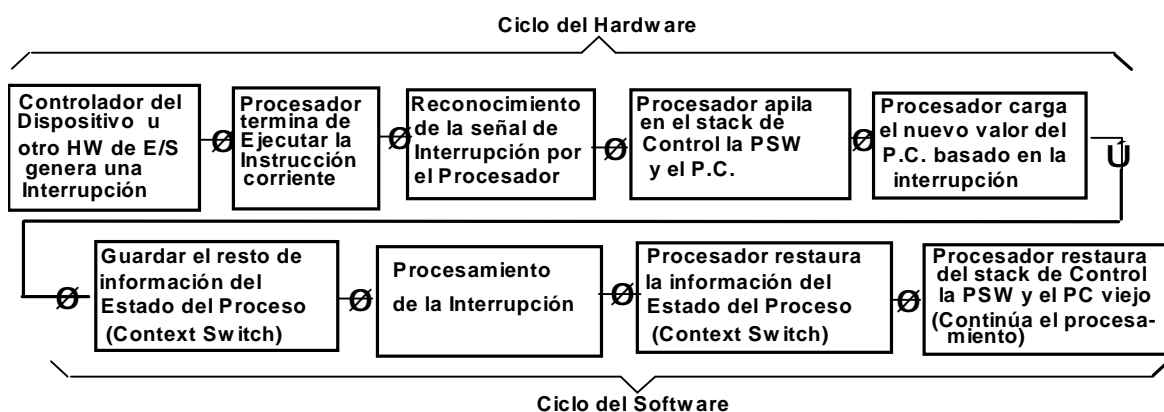 Ciclo del Hardware
Controlador del
Dispositivo u
otro HW de E/S
genera una
Interrupción
Ø
Procesador
termina de
Ejecutar la
Instrucción
corriente
Ø
Reconocimiento
de la señal de
Interrupción por
el Procesador
Ø
Procesador apila
en el stack de
Control la PSW
y el P.C.
Ø
Procesador carga
el nuevo valor del
P.C. basado en la
interrupción
Ú
Ø
Guardar el resto de
información del
Estado del Proceso
(Context Switch)
Ø
Procesamiento
de la Interrupción
Ø
Procesador restaura
la información del
Estado del Proceso
(Context Switch)
Ø
Procesador restaura
del stack de Control
la PSW y el PC viejo
(Continúa el procesa-
miento)
Ciclo del Software